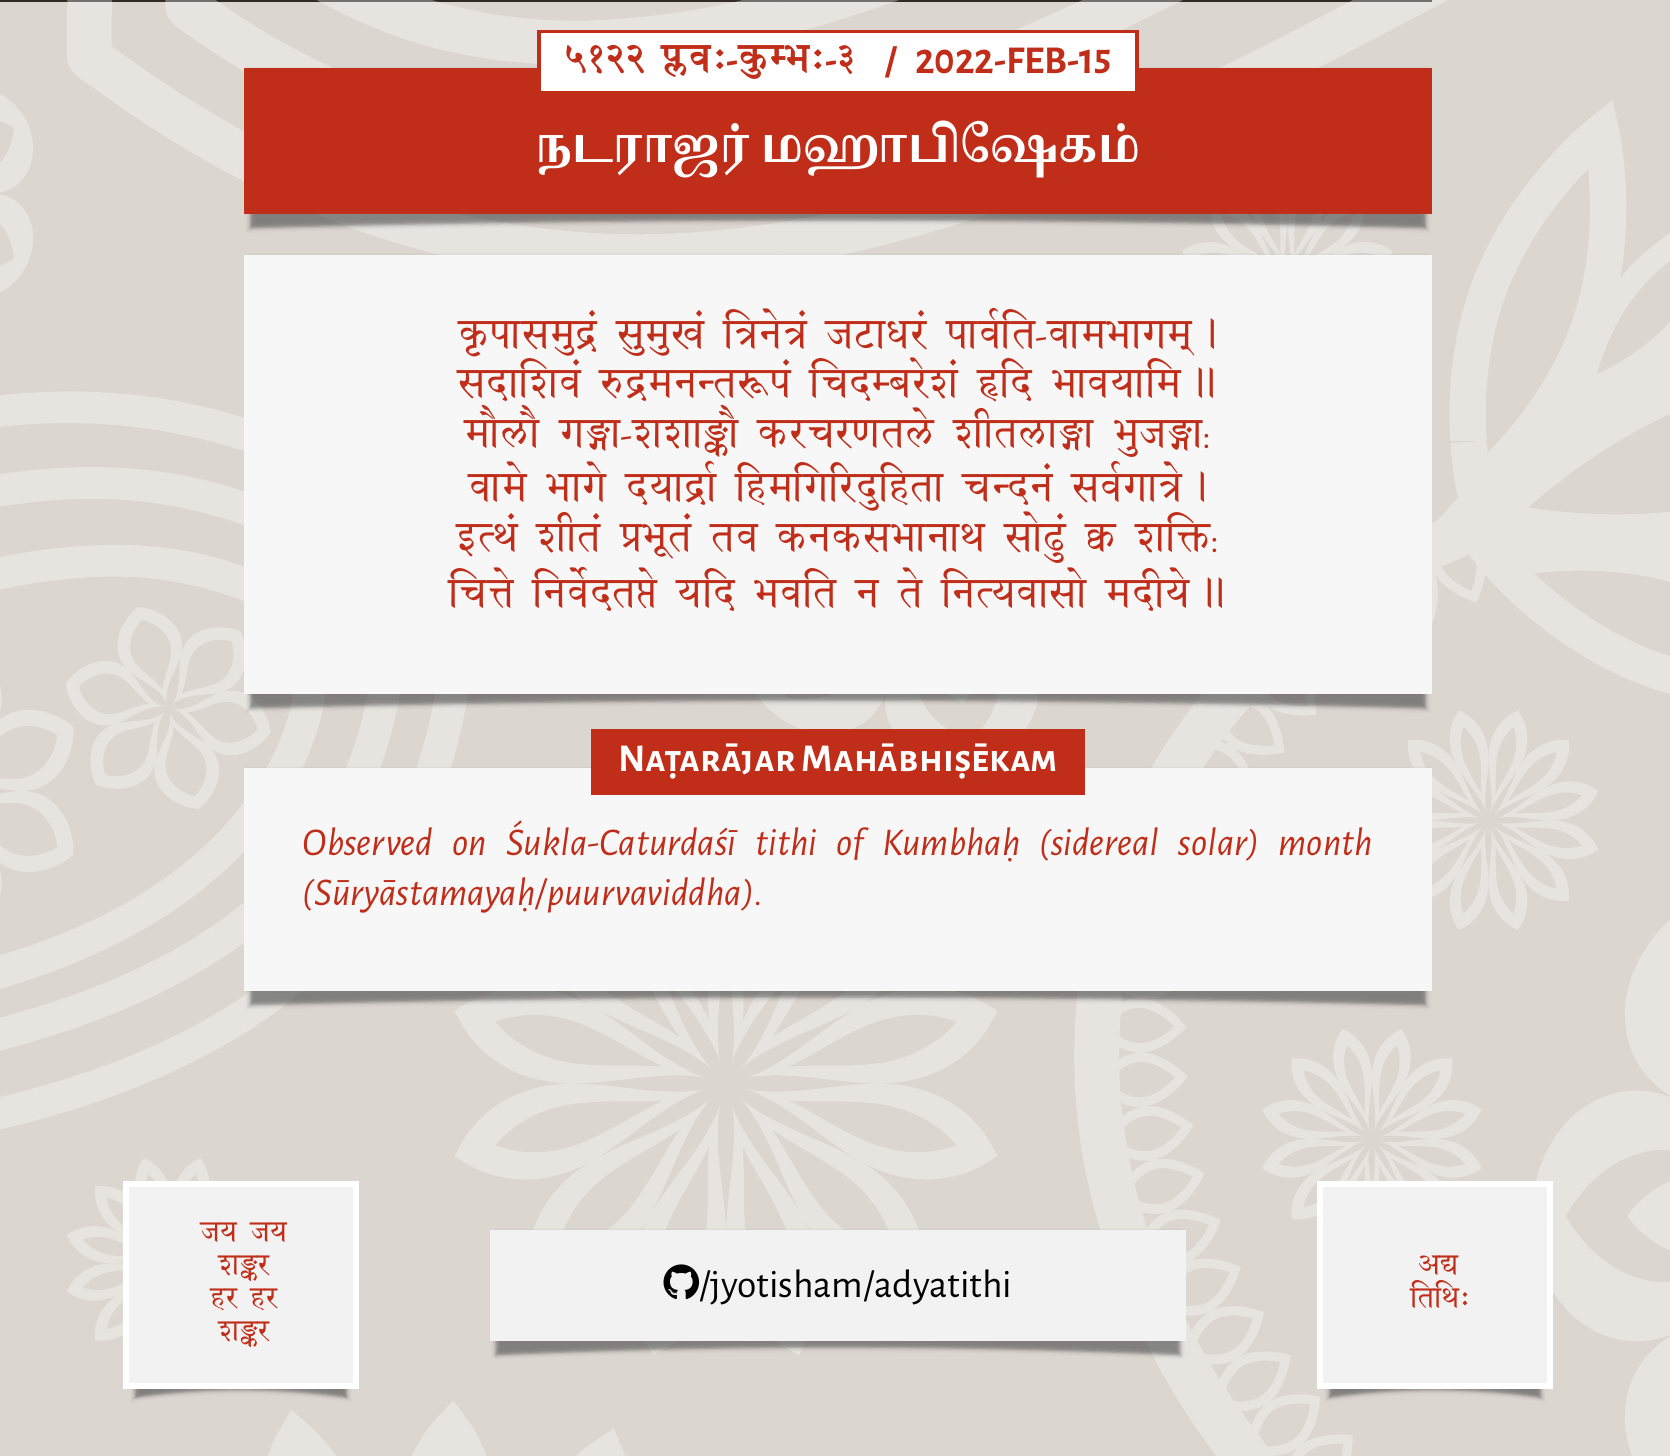 ५१२२ प्लवः-कुम्भः-३ / 2022-FEB-15
நடராஜர் மஹாபிஷேகம்
कृपासमुद्रं सुमुखं त्रिनेत्रं जटाधरं पार्वति-वामभागम् ।
सदाशिवं रुद्रमनन्तरूपं चिदम्बरेशं हृदि भावयामि ॥
मौलौ गङ्गा-शशाङ्कौ करचरणतले शीतलाङ्गा भुजङ्गाः
वामे भागे दयार्द्रा हिमगिरिदुहिता चन्दनं सर्वगात्रे ।
इत्थं शीतं प्रभूतं तव कनकसभानाथ सोढुं क्व शक्तिः
चित्ते निर्वेदतप्ते यदि भवति न ते नित्यवासो मदीये ॥
Naṭarājar Mahābhiṣēkam
Observed on Śukla-Caturdaśī tithi of Kumbhaḥ (sidereal solar) month
(Sūryāstamayaḥ/puurvaviddha).
जय जय
शङ्कर
हर हर
शङ्कर
/jyotisham/adyatithi
अद्य
तिथिः